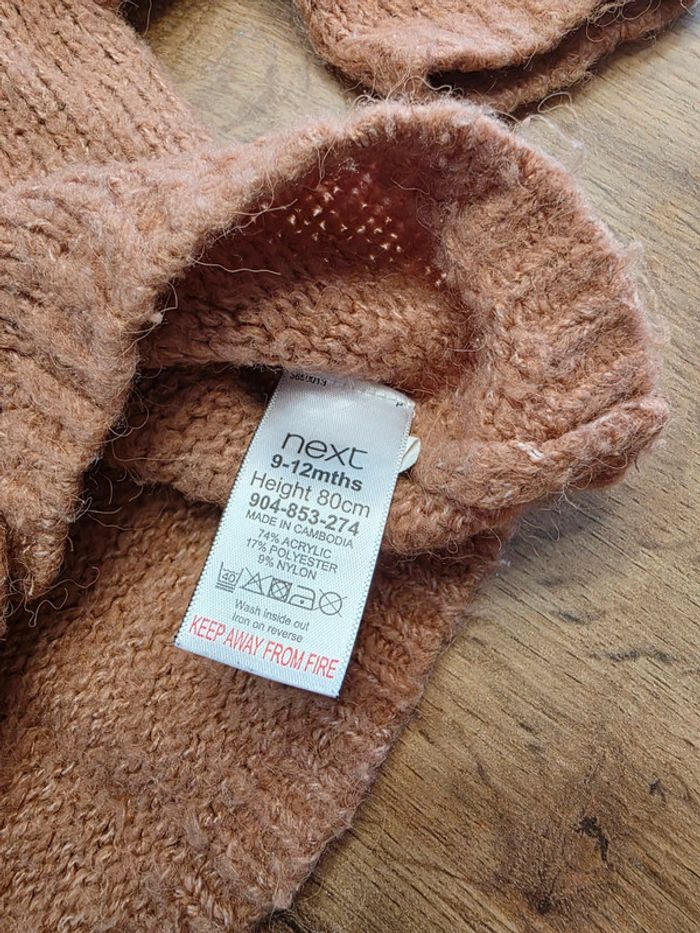 next
9-12mths
Height 80cm
904-853-274
MADE IN CAMBODIA
74% ACRYLIC
17% POLYESTER
9% NYLON
40
Wash inside out
Iron on reverse
KEEP AWAY FROM FIRE